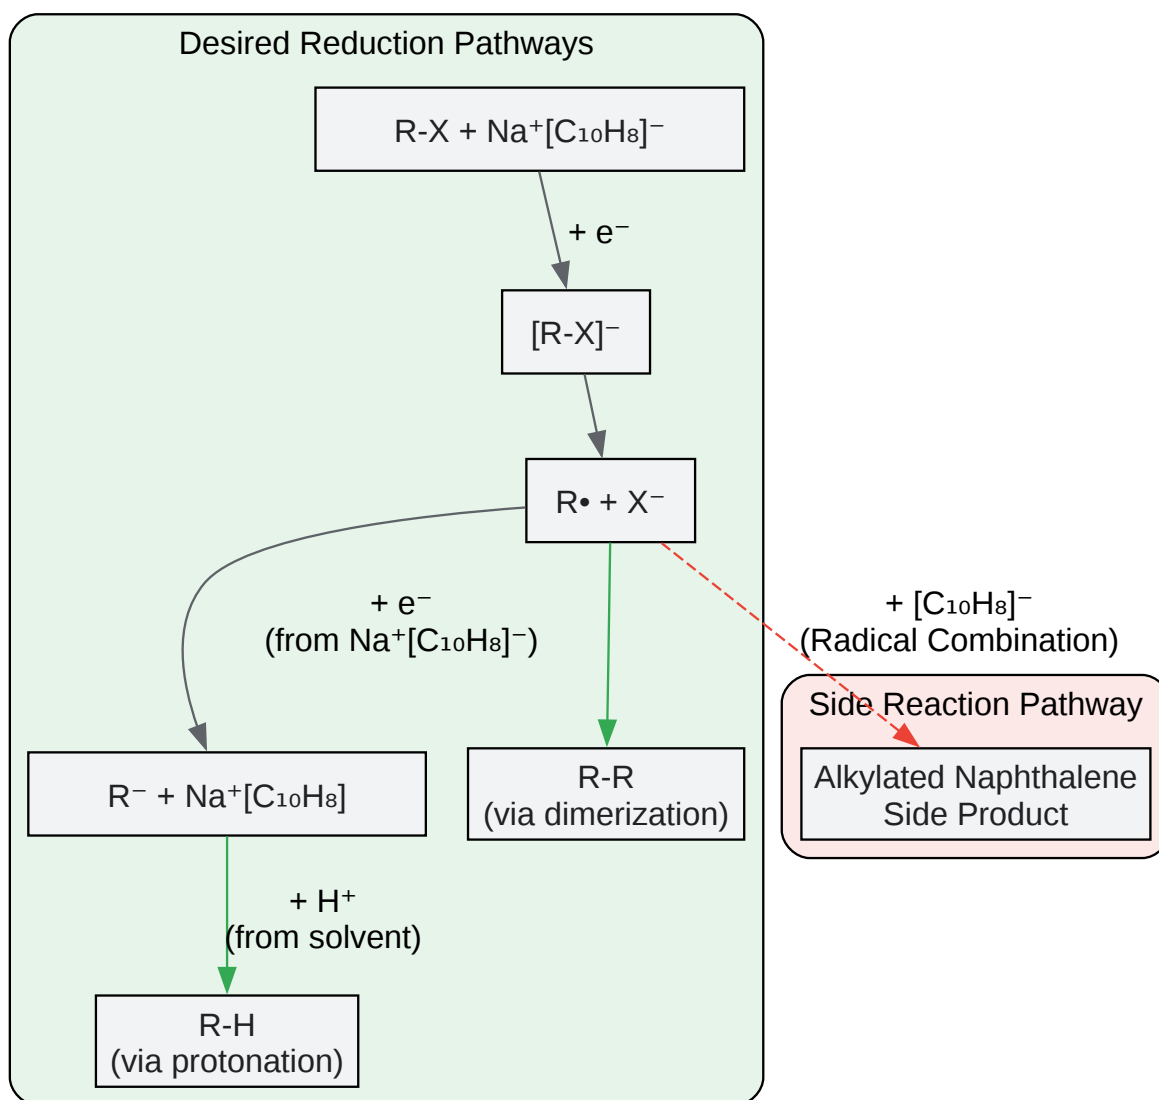 Desired Reduction Pathways
R-X + Na⁺[C₁₀H₈]⁻
+ e⁻
[R-X]⁻
R• + X⁻
+ e⁻
(from Na⁺[C₁₀H₈]⁻)
+ [C₁₀H₈]⁻
(Radical Combination)
Side Reaction Pathway
R⁻ + Na⁺[C₁₀H₈]
R-R
(via dimerization)
Alkylated Naphthalene
Side Product
+ H⁺
(from solvent)
R-H
(via protonation)